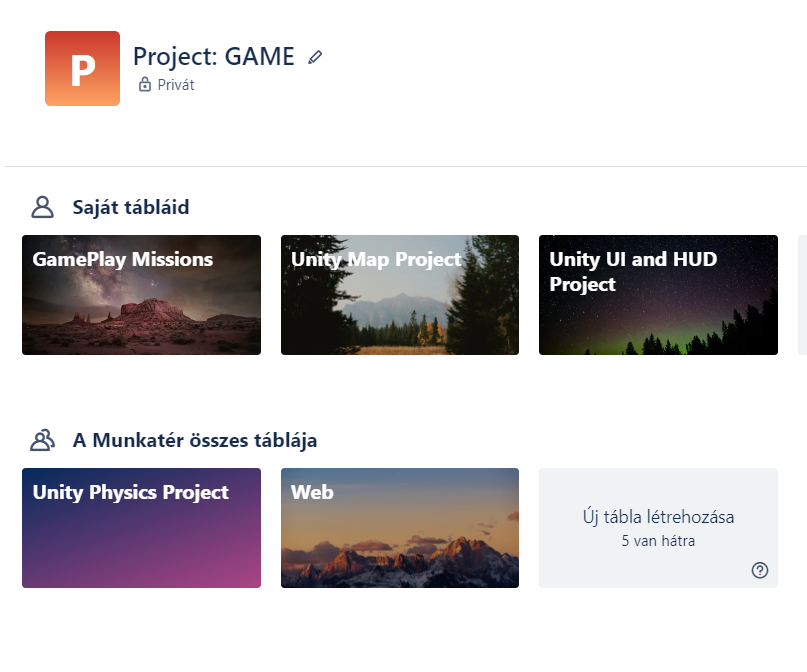 P
Project: GAME
Privát
Saját tábláid
GamePlay Missions
Unity Map Project
Unity UI and HUD
Project
A Munkatér összes táblája
Unity Physics Project
Web
Új tábla létrehozása
5 van hátra
?